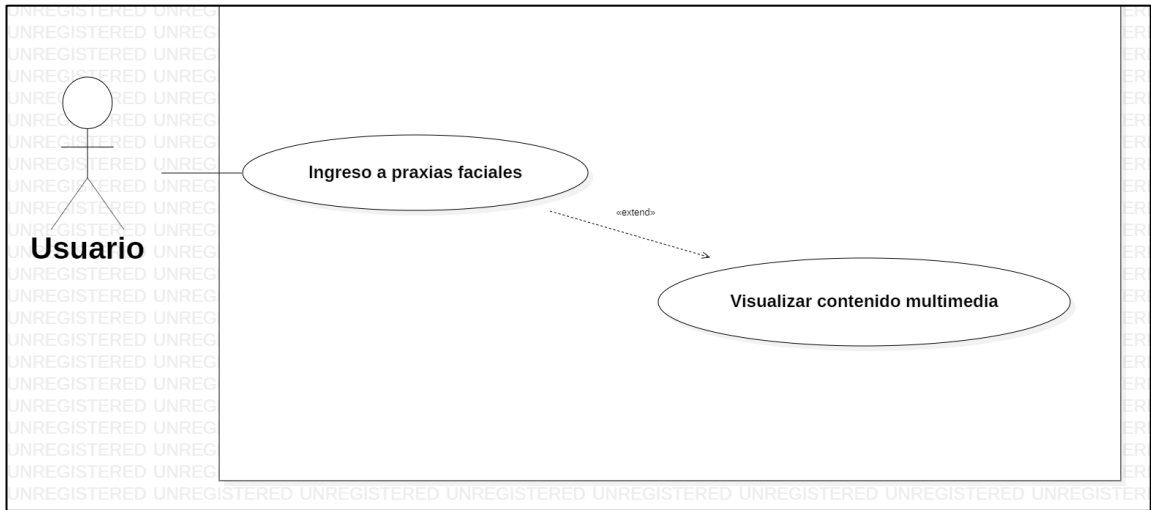 Ingreso a praxias faciales
«extend»
Usuario
Visualizar contenido multimedia
UNREGISTERED UNREGISTERED UNREGISTERED UNREGISTERED UNREGISTERED UNREGISTERED UNREGISTERED UNREGISTER